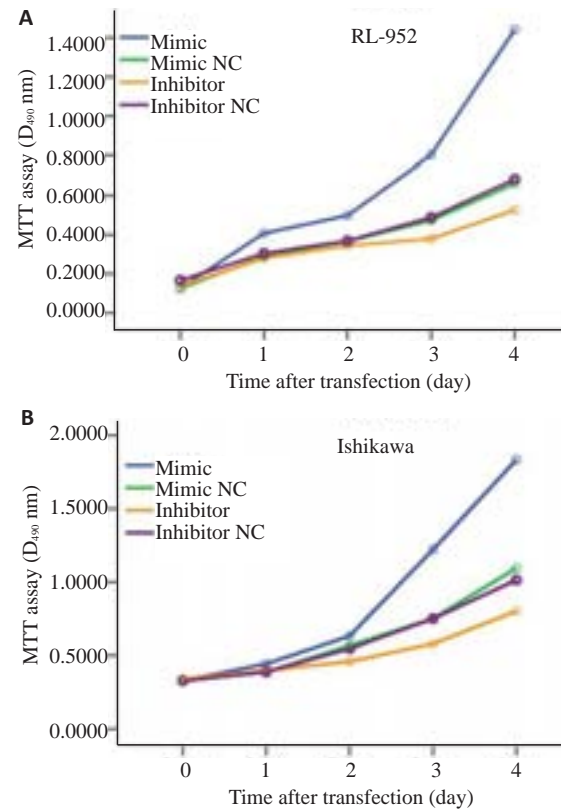 A
RL-952
Mimic
Mimic NC
Inhibitor
Inhibitor NC
MTT assay (D₄₉₀ nm)
1.4000
1.2000
1.0000
0.8000
0.6000
0.4000
0.2000
0.0000
0 1 2 3 4
Time after transfection (day)
B
Ishikawa
Mimic
Mimic NC
Inhibitor
Inhibitor NC
MTT assay (D₄₉₀ nm)
2.0000
1.5000
1.0000
0.5000
0.0000
0 1 2 3 4
Time after transfection (day)